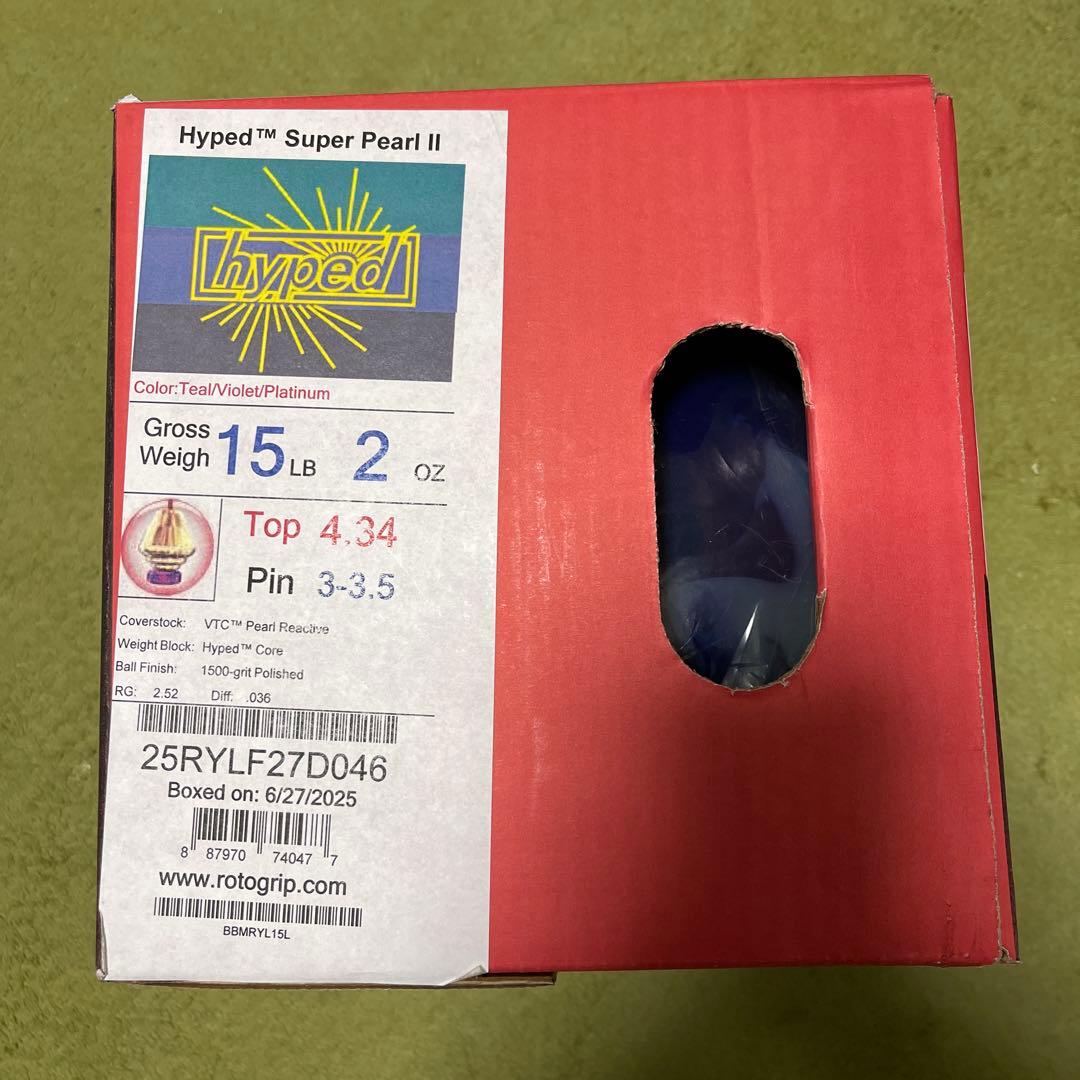 Hyped™ Super Pearl II
hyped
Color:Teal/Violet/Platinum
Gross Weigh 15 LB 2 OZ
Top 4.34
Pin 3-3.5
Coverstock: VTC™ Pearl Reactive
Weight Block: Hyped™ Core
Ball Finish: 1500-grit Polished
RG: 2.52 Diff: .036
25RYLF27D046
Boxed on: 6/27/2025
8 87970 74047 7
www.rotogrip.com
BBMRYL15L